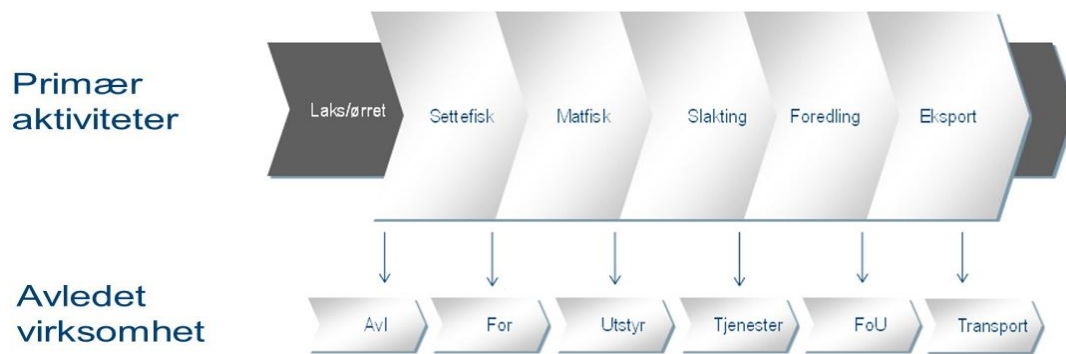 Primær
aktiviteter
Laks/ørret
Settefisk
Matfisk
Slakting
Foredling
Eksport
Avledet
virksomhet
Avl
For
Utstyr
Tjenester
FoU
Transport